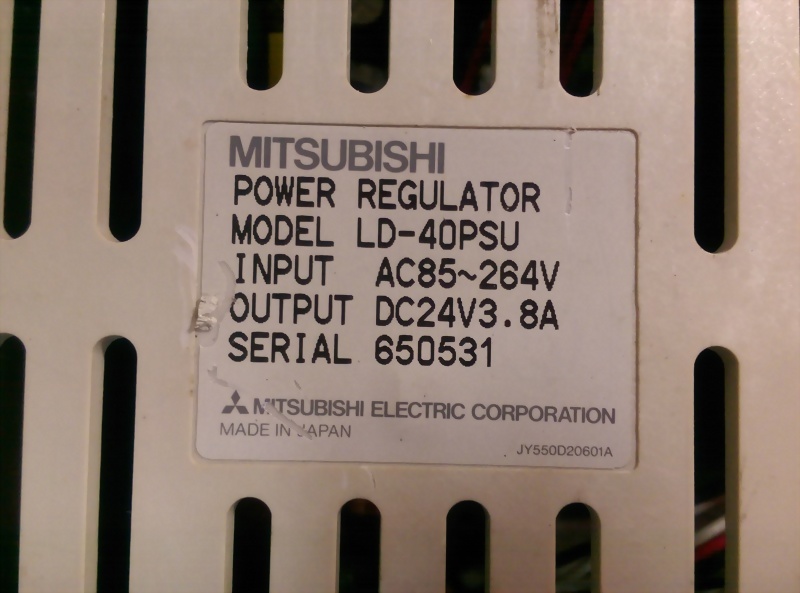 MITSUBISHI
POWER REGULATOR
MODEL LD-40PSU
INPUT AC85~264V
OUTPUT DC24V3.8A
SERIAL 650531
MITSUBISHI ELECTRIC CORPORATION
MADE IN JAPAN
JY550D20601A